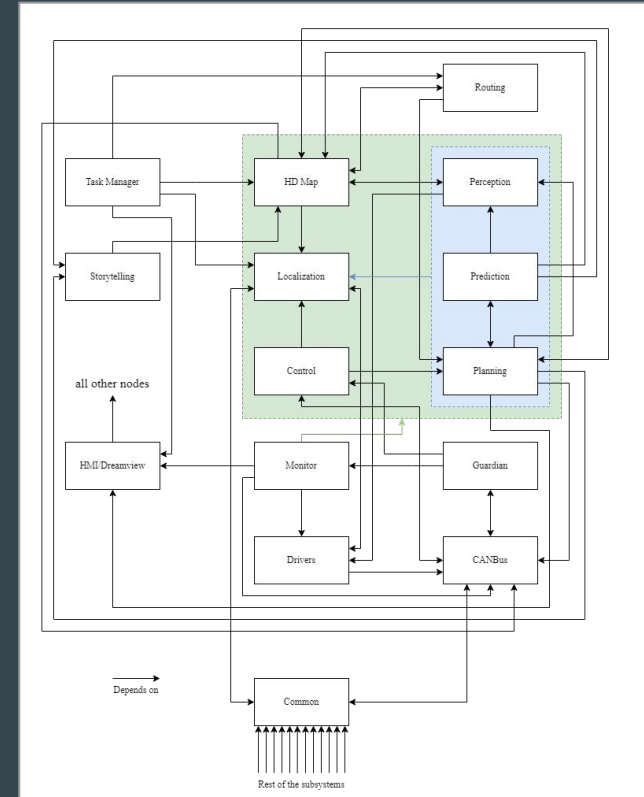 Routing
Task Manager
HD Map
Perception
Storytelling
Localization
Prediction
all other nodes
Control
Planning
HMI/Dreamview
Monitor
Guardian
Drivers
CANBus
Depends on
Common
Rest of the subsystems